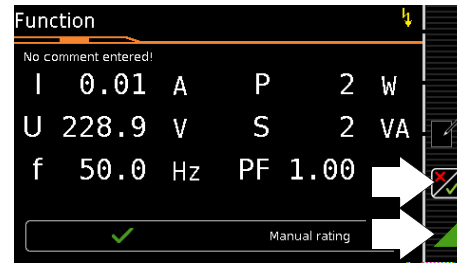 Function
No comment entered!
I 0.01 A P 2 W
U 228.9 V S 2 VA
f 50.0 Hz PF 1.00
Manual rating